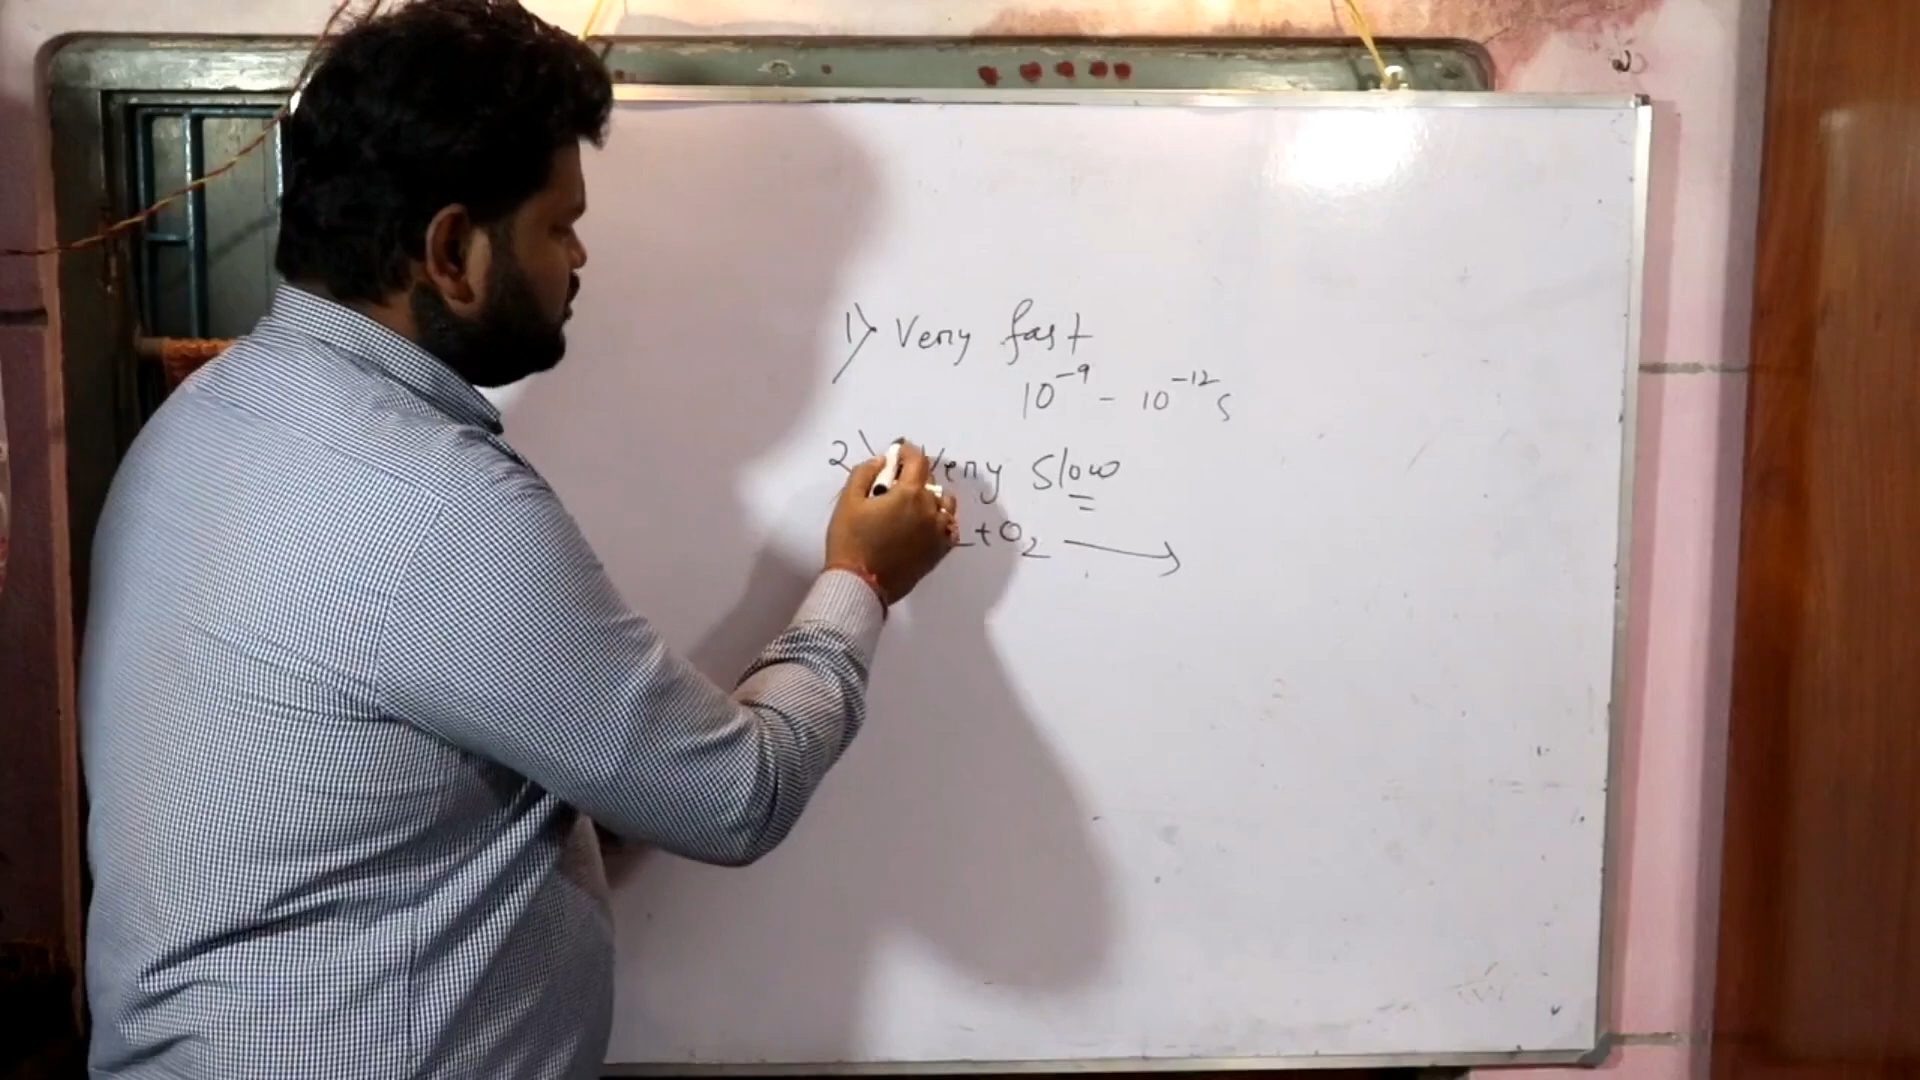 1) Very fast
10⁻⁹ - 10⁻¹² s
2) Very slow
+O₂ ⟶